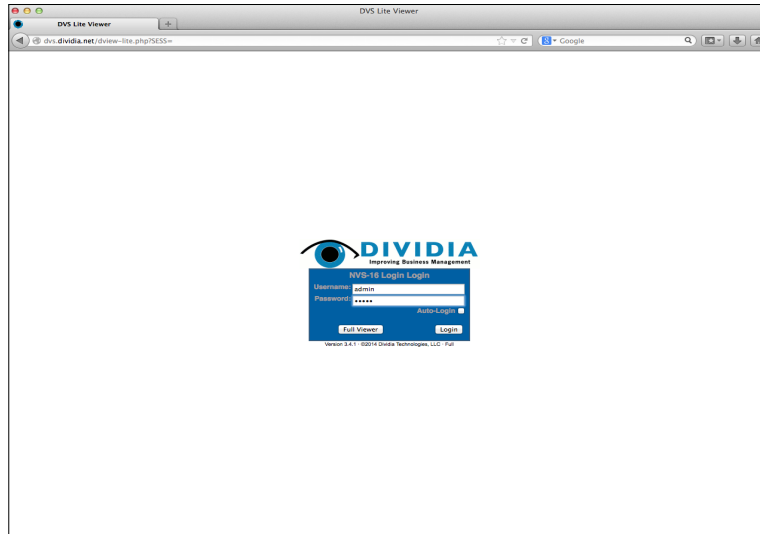 DVS Lite Viewer
DVS Lite Viewer
dvs.dividia.net/dview-lite.php?SESS=
Google
DIVIDIA
Improving Business Management
NVS-16 Login Login
Username: admin
Password: •••••
Auto-Login
Full Viewer Login
Version 3.4.1 - ©2014 Dividia Technologies, LLC - Full